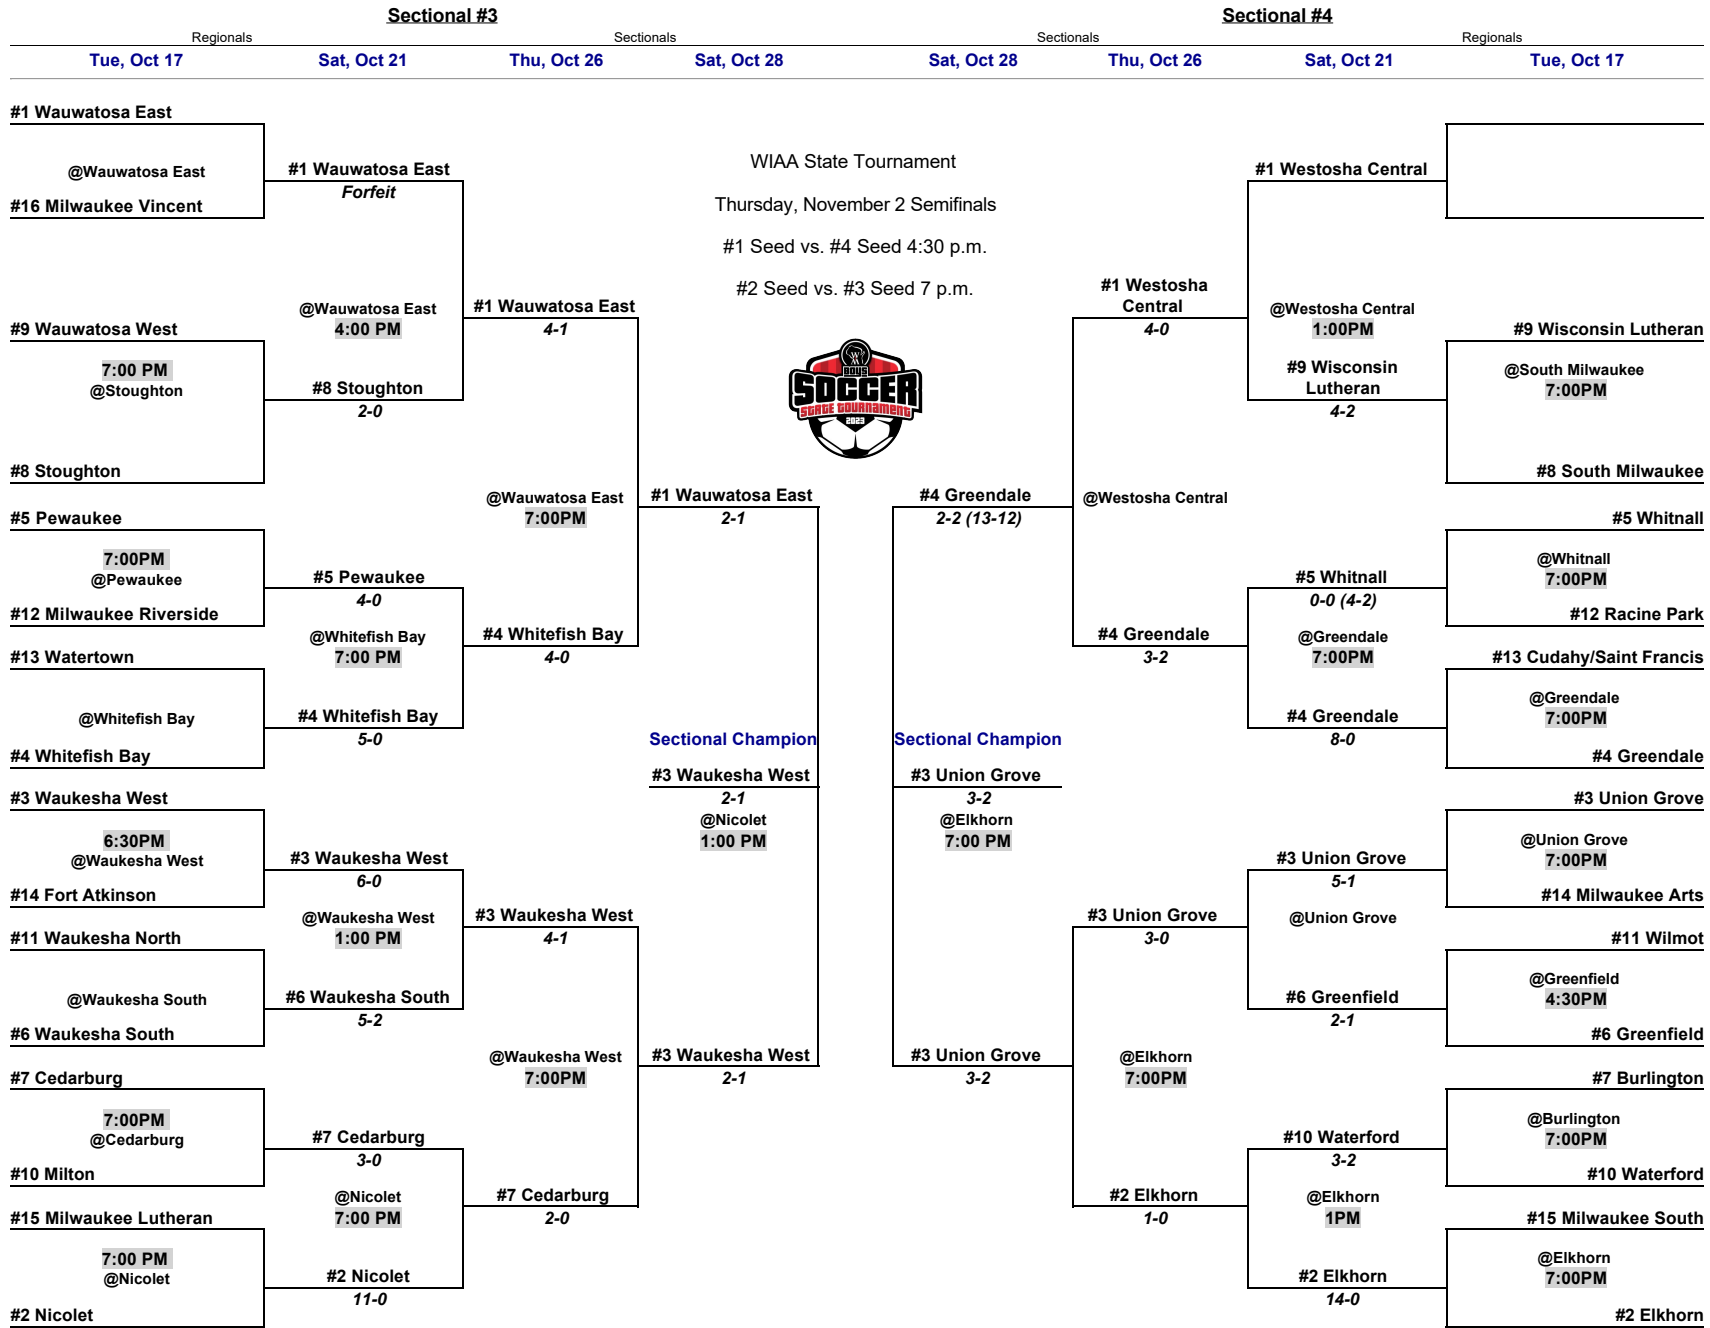 Sectional #3
Sectional #4
Regionals
Sectionals
Sectionals
Regionals
Tue, Oct 17
Sat, Oct 21
Thu, Oct 26
Sat, Oct 28
Sat, Oct 28
Thu, Oct 26
Sat, Oct 21
Tue, Oct 17
#1 Wauwatosa East
@Wauwatosa East
#16 Milwaukee Vincent
#9 Wauwatosa West
7:00 PM
@Stoughton
#8 Stoughton
#5 Pewaukee
7:00PM
@Pewaukee
#12 Milwaukee Riverside
#13 Watertown
@Whitefish Bay
#4 Whitefish Bay
#3 Waukesha West
6:30PM
@Waukesha West
#14 Fort Atkinson
#11 Waukesha North
@Waukesha South
#6 Waukesha South
#7 Cedarburg
7:00PM
@Cedarburg
#10 Milton
#15 Milwaukee Lutheran
7:00 PM
@Nicolet
#2 Nicolet
#1 Wauwatosa East
Forfeit
@Wauwatosa East
4:00 PM
#8 Stoughton
2-0
#5 Pewaukee
4-0
@Whitefish Bay
7:00 PM
#4 Whitefish Bay
5-0
#3 Waukesha West
6-0
@Waukesha West
1:00 PM
#6 Waukesha South
5-2
#7 Cedarburg
3-0
@Nicolet
7:00 PM
#2 Nicolet
11-0
#1 Wauwatosa East
4-1
@Wauwatosa East
7:00PM
#4 Whitefish Bay
4-0
#3 Waukesha West
4-1
@Waukesha West
7:00PM
#7 Cedarburg
2-0
WIAA State Tournament
Thursday, November 2 Semifinals
#1 Seed vs. #4 Seed 4:30 p.m.
#2 Seed vs. #3 Seed 7 p.m.
BOYS
SOCCER
STATE TOURNAMENT
2023
#1 Wauwatosa East
2-1
Sectional Champion
#3 Waukesha West
2-1
@Nicolet
1:00 PM
#3 Waukesha West
2-1
#4 Greendale
2-2 (13-12)
Sectional Champion
#3 Union Grove
3-2
@Elkhorn
7:00 PM
#3 Union Grove
3-2
#1 Westosha
Central
4-0
@Westosha Central
#4 Greendale
3-2
#3 Union Grove
3-0
@Elkhorn
7:00PM
#2 Elkhorn
1-0
#1 Westosha Central
@Westosha Central
1:00PM
#9 Wisconsin
Lutheran
4-2
#5 Whitnall
0-0 (4-2)
@Greendale
7:00PM
#4 Greendale
8-0
#3 Union Grove
5-1
@Union Grove
#6 Greenfield
2-1
#10 Waterford
3-2
@Elkhorn
1PM
#2 Elkhorn
14-0
#9 Wisconsin Lutheran
@South Milwaukee
7:00PM
#8 South Milwaukee
#5 Whitnall
@Whitnall
7:00PM
#12 Racine Park
#13 Cudahy/Saint Francis
@Greendale
7:00PM
#4 Greendale
#3 Union Grove
@Union Grove
7:00PM
#14 Milwaukee Arts
#11 Wilmot
@Greenfield
4:30PM
#6 Greenfield
#7 Burlington
@Burlington
7:00PM
#10 Waterford
#15 Milwaukee South
@Elkhorn
7:00PM
#2 Elkhorn